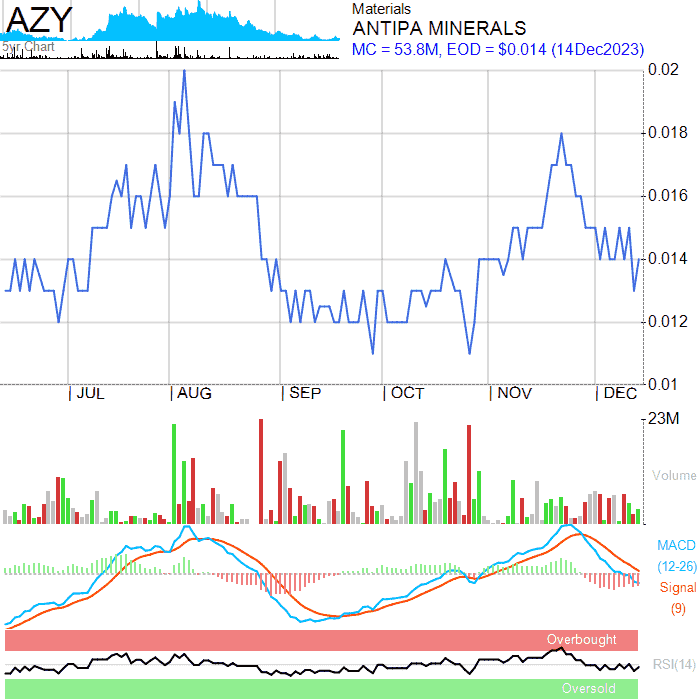 AZY
5yr Chart
Materials
ANTIPA MINERALS
MC = 53.8M, EOD = $0.014 (14Dec2023)
0.02
0.018
0.016
0.014
0.012
0.01
JUL AUG SEP OCT NOV DEC
23M
Volume
MACD
(12-26)
Signal
(9)
Overbought
RSI(14)
Oversold